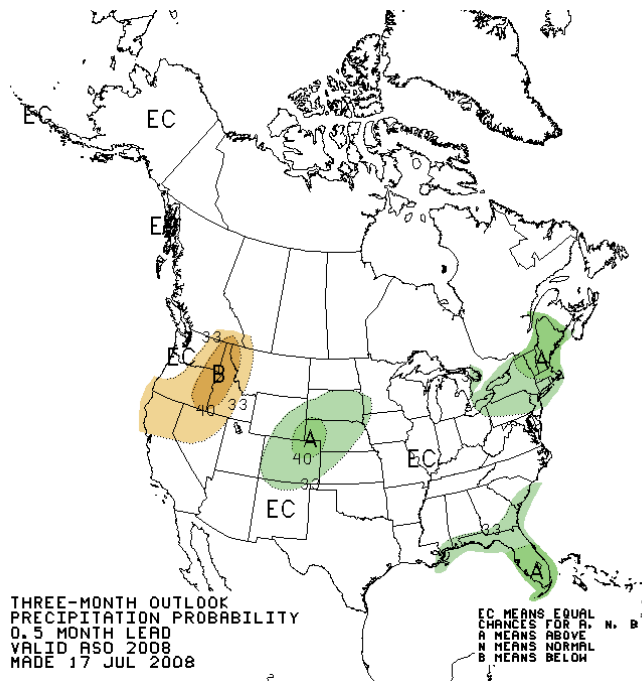 EC
EC
EC
33
EC
B
33
40
A
40
33
EC
EC
A
33
A
THREE-MONTH OUTLOOK
PRECIPITATION PROBABILITY
0.5 MONTH LEAD
VALID ASO 2008
MADE 17 JUL 2008
EC MEANS EQUAL
CHANCES FOR A, N, B
A MEANS ABOVE
N MEANS NORMAL
B MEANS BELOW